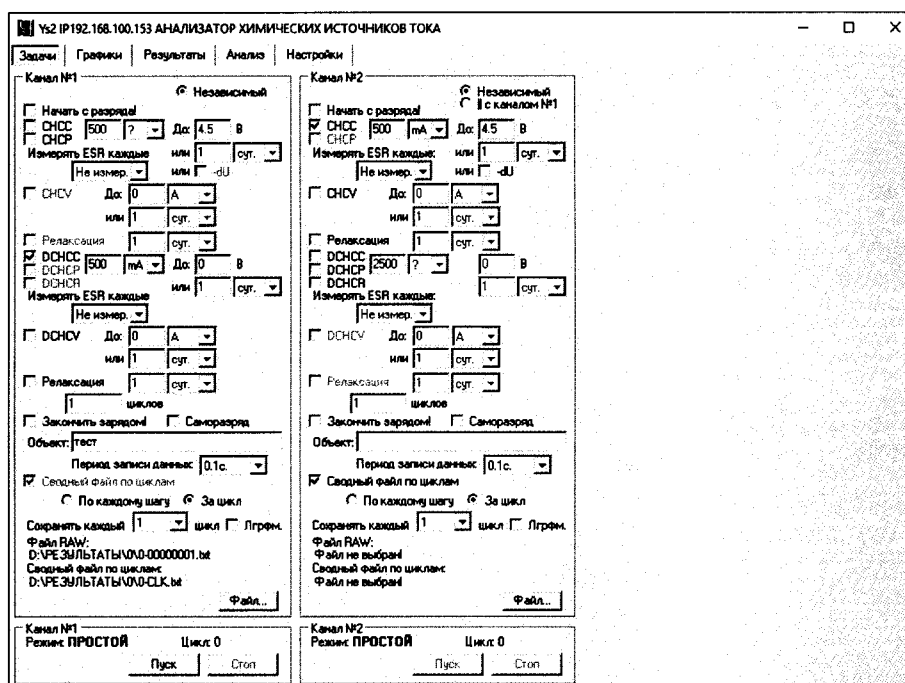 Ys2 IP192.168.100.153 АНАЛИЗАТОР ХИМИЧЕСКИХ ИСТОЧНИКОВ ТОКА
Задачи Графики Результаты Анализ Настройки
Канал №1
Независимый
Начать с разряда!
CHCC 500 ? До: 4.5 В
CHCP
Измерять ESR каждые или 1 сут.
Не измер. или -dU
CHCV До: 0 A
или 1 сут.
Релаксация 1 сут.
DCHCC 500 mA До: 0 В
DCHCP
DCHCR или 1 сут.
Измерять ESR каждые
Не измер.
DCHCV До: 0 A
или 1 сут.
Релаксация 1 сут.
1 циклов
Закончить зарядом! Саморазряд
Объект: тест
Период записи данных: 0.1с.
Сводный файл по циклам
По каждому шагу За цикл
Сохранять каждый 1 цикл Лгрфм.
Файл RAW:
D:\РЕЗУЛЬТАТЫ\0\0-00000001.txt
Сводный файл по циклам:
D:\РЕЗУЛЬТАТЫ\0\0-CLK.txt
Файл...
Канал №1
Режим: ПРОСТОЙ Цикл: 0
Пуск Стоп
Канал №2
Независимый
|| с каналом №1
Начать с разряда!
CHCC 500 mA До: 4.5 В
CHCP
Измерять ESR каждые: или 1 сут.
Не измер. или -dU
CHCV До: 0 A
или 1 сут.
Релаксация 1 сут.
DCHCC 2500 ? 0 В
DCHCP
DCHCR 1 сут.
Измерять ESR каждые:
Не измер.
DCHCV До: 0 A
или 1 сут.
Релаксация 1 сут.
Закончить зарядом! Саморазряд
Объект:
Период записи данных: 0.1с.
Сводный файл по циклам
По каждому шагу За цикл
Сохранять каждый 1 цикл Лгрфм.
Файл RAW:
Файл не выбран!
Сводный файл по циклам:
Файл не выбран!
Файл...
Канал №2
Режим: ПРОСТОЙ Цикл: 0
Пуск Стоп